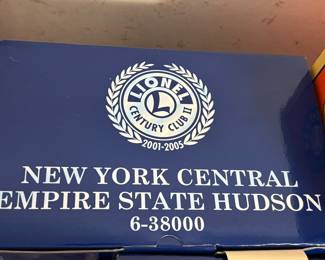 LIONEL
L
CENTURY CLUB II
2001-2005
NEW YORK CENTRAL
EMPIRE STATE HUDSON
6-38000